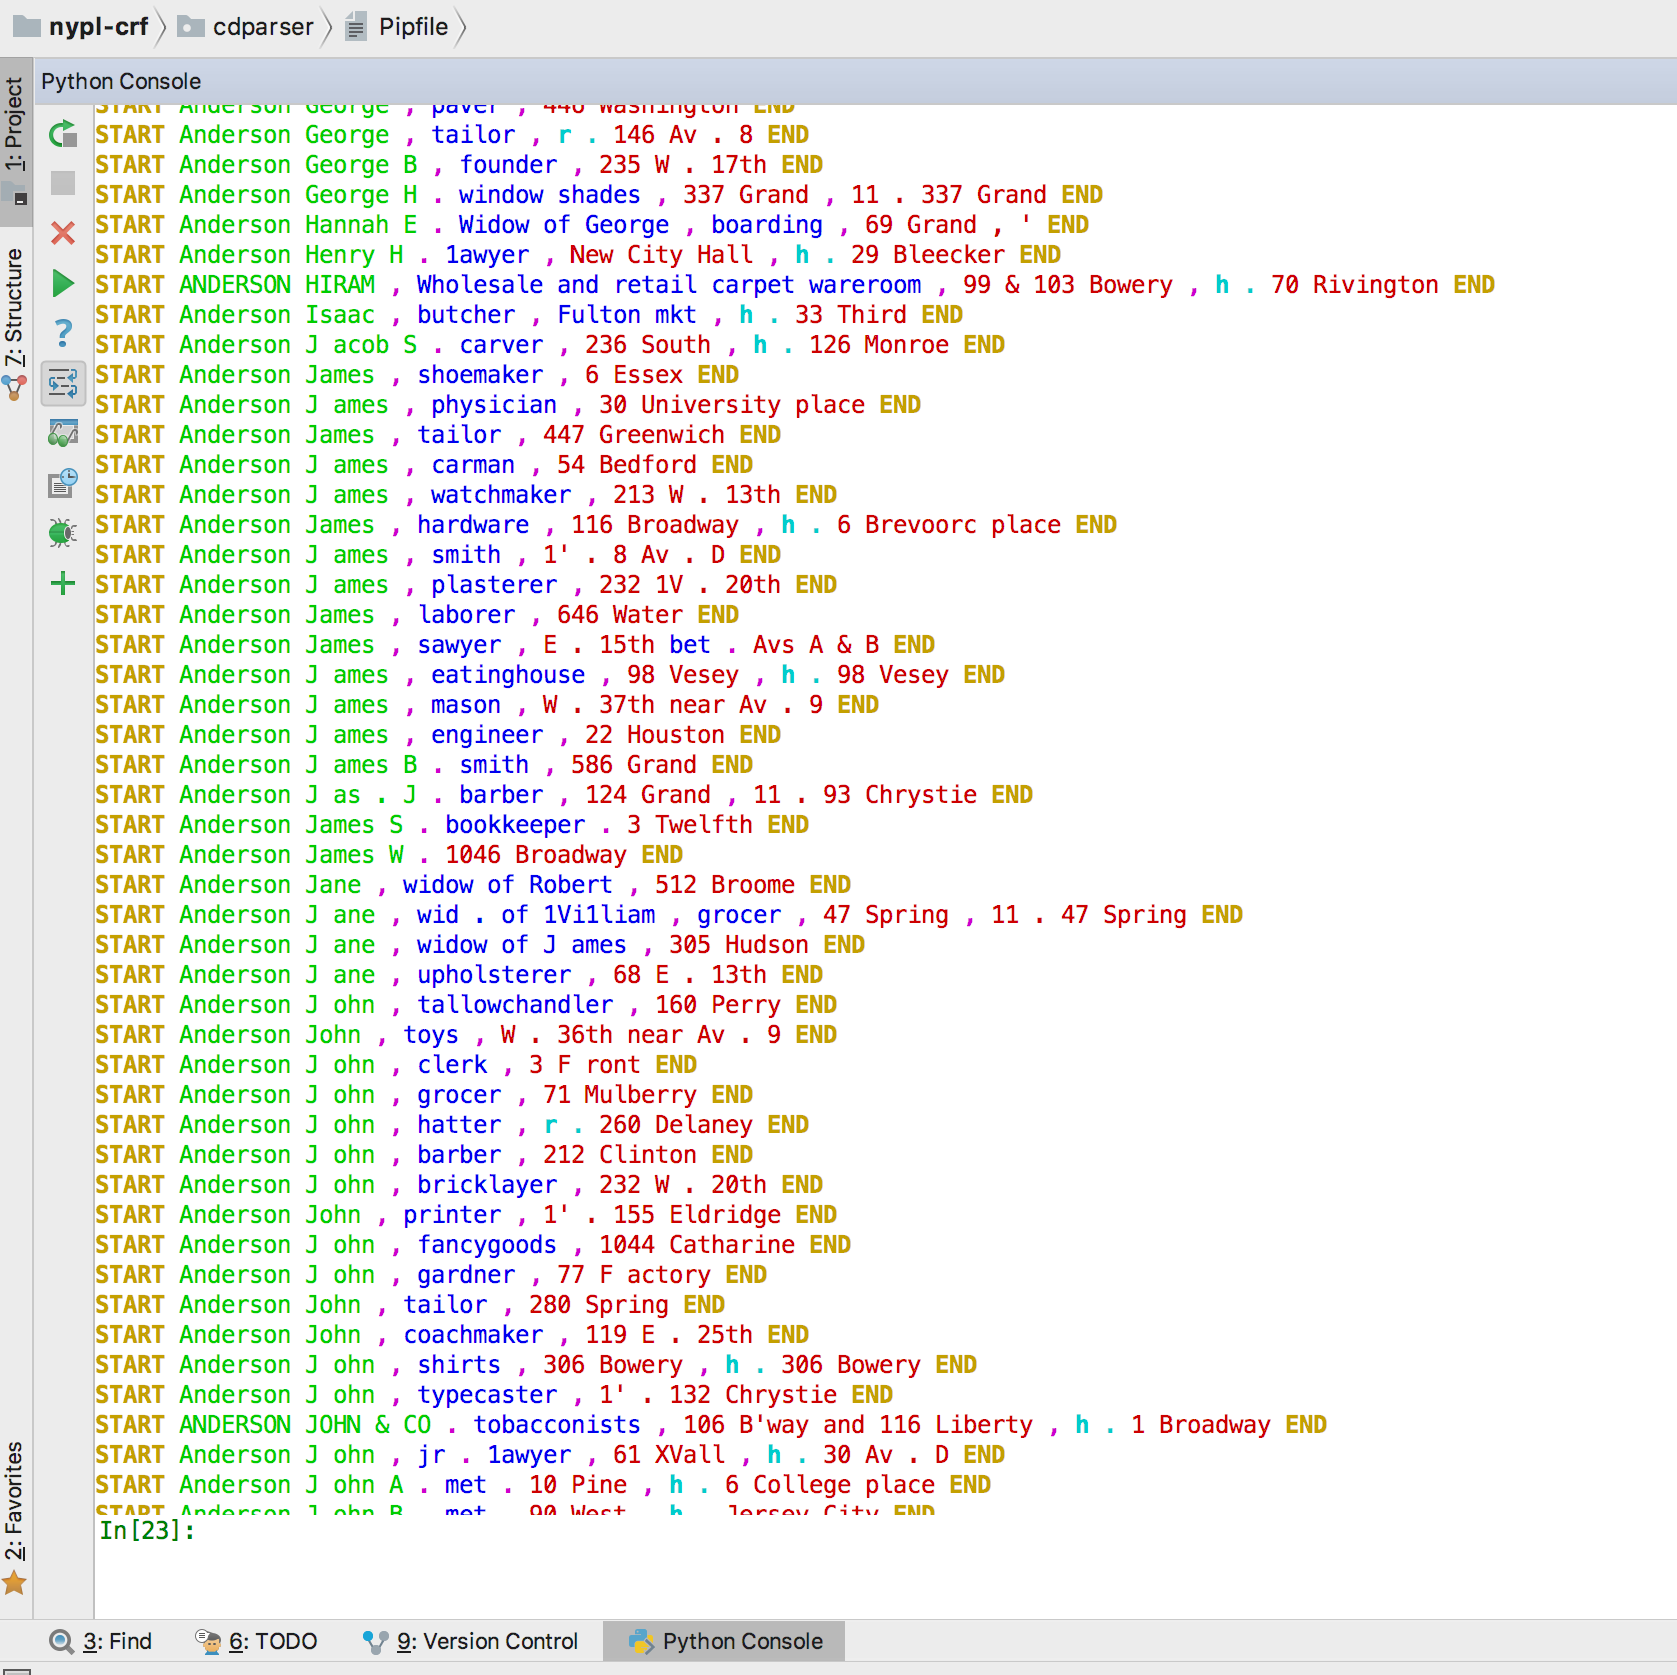 nypl-crf cdparser Pipfile
Python Console
1: Project
7: Structure
2: Favorites
START Anderson George , paver , 446 Washington END
START Anderson George , tailor , r . 146 Av . 8 END
START Anderson George B , founder , 235 W . 17th END
START Anderson George H . window shades , 337 Grand , 11 . 337 Grand END
START Anderson Hannah E . Widow of George , boarding , 69 Grand , ' END
START Anderson Henry H . 1awyer , New City Hall , h . 29 Bleecker END
START ANDERSON HIRAM , Wholesale and retail carpet wareroom , 99 & 103 Bowery , h . 70 Rivington END
START Anderson Isaac , butcher , Fulton mkt , h . 33 Third END
START Anderson J acob S . carver , 236 South , h . 126 Monroe END
START Anderson James , shoemaker , 6 Essex END
START Anderson J ames , physician , 30 University place END
START Anderson James , tailor , 447 Greenwich END
START Anderson J ames , carman , 54 Bedford END
START Anderson J ames , watchmaker , 213 W . 13th END
START Anderson James , hardware , 116 Broadway , h . 6 Brevoorc place END
START Anderson J ames , smith , 1' . 8 Av . D END
START Anderson J ames , plasterer , 232 1V . 20th END
START Anderson James , laborer , 646 Water END
START Anderson James , sawyer , E . 15th bet . Avs A & B END
START Anderson J ames , eatinghouse , 98 Vesey , h . 98 Vesey END
START Anderson J ames , mason , W . 37th near Av . 9 END
START Anderson J ames , engineer , 22 Houston END
START Anderson J ames B . smith , 586 Grand END
START Anderson J as . J . barber , 124 Grand , 11 . 93 Chrystie END
START Anderson James S . bookkeeper . 3 Twelfth END
START Anderson James W . 1046 Broadway END
START Anderson Jane , widow of Robert , 512 Broome END
START Anderson J ane , wid . of 1Vi1liam , grocer , 47 Spring , 11 . 47 Spring END
START Anderson J ane , widow of J ames , 305 Hudson END
START Anderson J ane , upholsterer , 68 E . 13th END
START Anderson J ohn , tallowchandler , 160 Perry END
START Anderson John , toys , W . 36th near Av . 9 END
START Anderson J ohn , clerk , 3 F ront END
START Anderson J ohn , grocer , 71 Mulberry END
START Anderson J ohn , hatter , r . 260 Delaney END
START Anderson J ohn , barber , 212 Clinton END
START Anderson J ohn , bricklayer , 232 W . 20th END
START Anderson John , printer , 1' . 155 Eldridge END
START Anderson J ohn , fancygoods , 1044 Catharine END
START Anderson J ohn , gardner , 77 F actory END
START Anderson John , tailor , 280 Spring END
START Anderson John , coachmaker , 119 E . 25th END
START Anderson J ohn , shirts , 306 Bowery , h . 306 Bowery END
START Anderson J ohn , typecaster , 1' . 132 Chrystie END
START ANDERSON JOHN & CO . tobacconists , 106 B'way and 116 Liberty , h . 1 Broadway END
START Anderson J ohn , jr . 1awyer , 61 XVall , h . 30 Av . D END
START Anderson J ohn A . met . 10 Pine , h . 6 College place END
START Anderson J ohn B . met . 90 West , h . Jersey City END
In[23]:
3: Find 6: TODO 9: Version Control Python Console